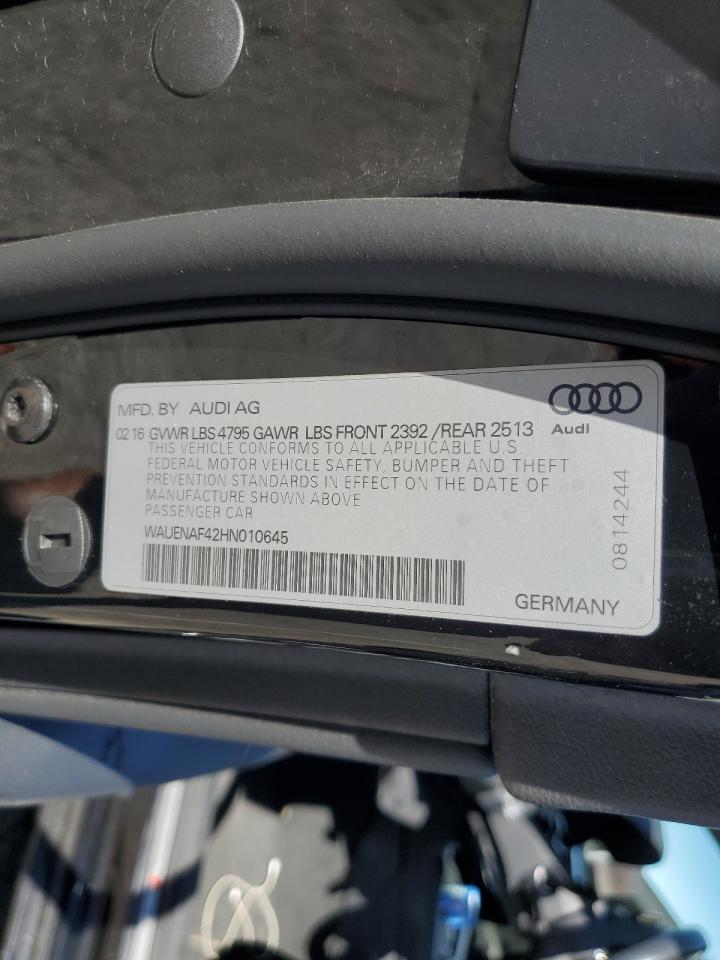 MFD. BY AUDI AG
02 16 GVWR LBS 4795 GAWR LBS FRONT 2392 /REAR 2513
Audi
THIS VEHICLE CONFORMS TO ALL APPLICABLE U.S.
FEDERAL MOTOR VEHICLE SAFETY, BUMPER AND THEFT
PREVENTION STANDARDS IN EFFECT ON THE DATE OF
MANUFACTURE SHOWN ABOVE
PASSENGER CAR
WAUENAF42HN010645
0814244
GERMANY